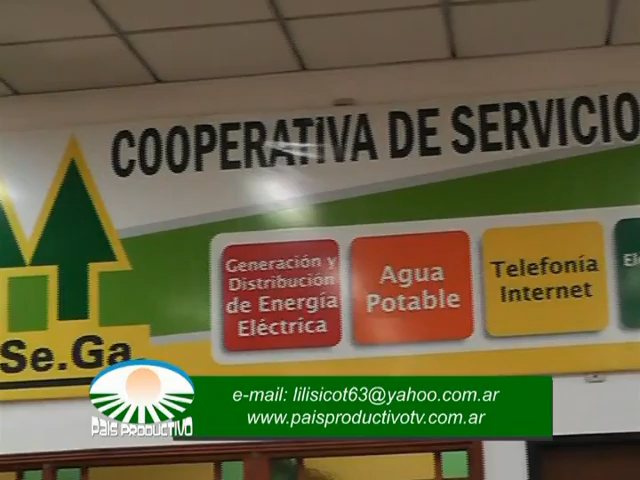 COOPERATIVA DE SERVICIO
Generación y
Distribución
de Energía
Eléctrica
Agua
Potable
Telefonía
Internet
Se.Ga.
PAIS PRODUCTIVO
e-mail: lilisicot63@yahoo.com.ar
www.paisproductivotv.com.ar